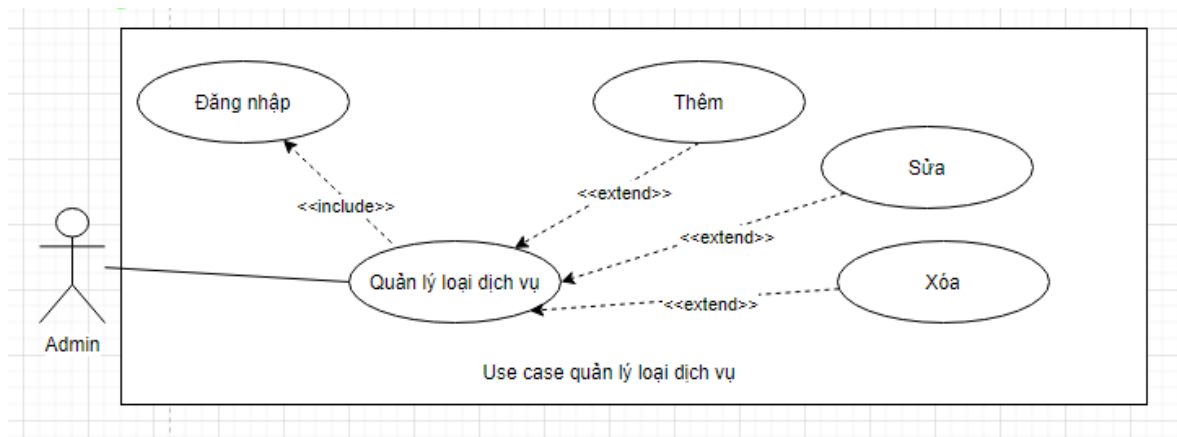 Đăng nhập
Thêm
Sửa
<<include>>
<<extend>>
<<extend>>
Quản lý loại dịch vụ
Xóa
<<extend>>
Admin
Use case quản lý loại dịch vụ